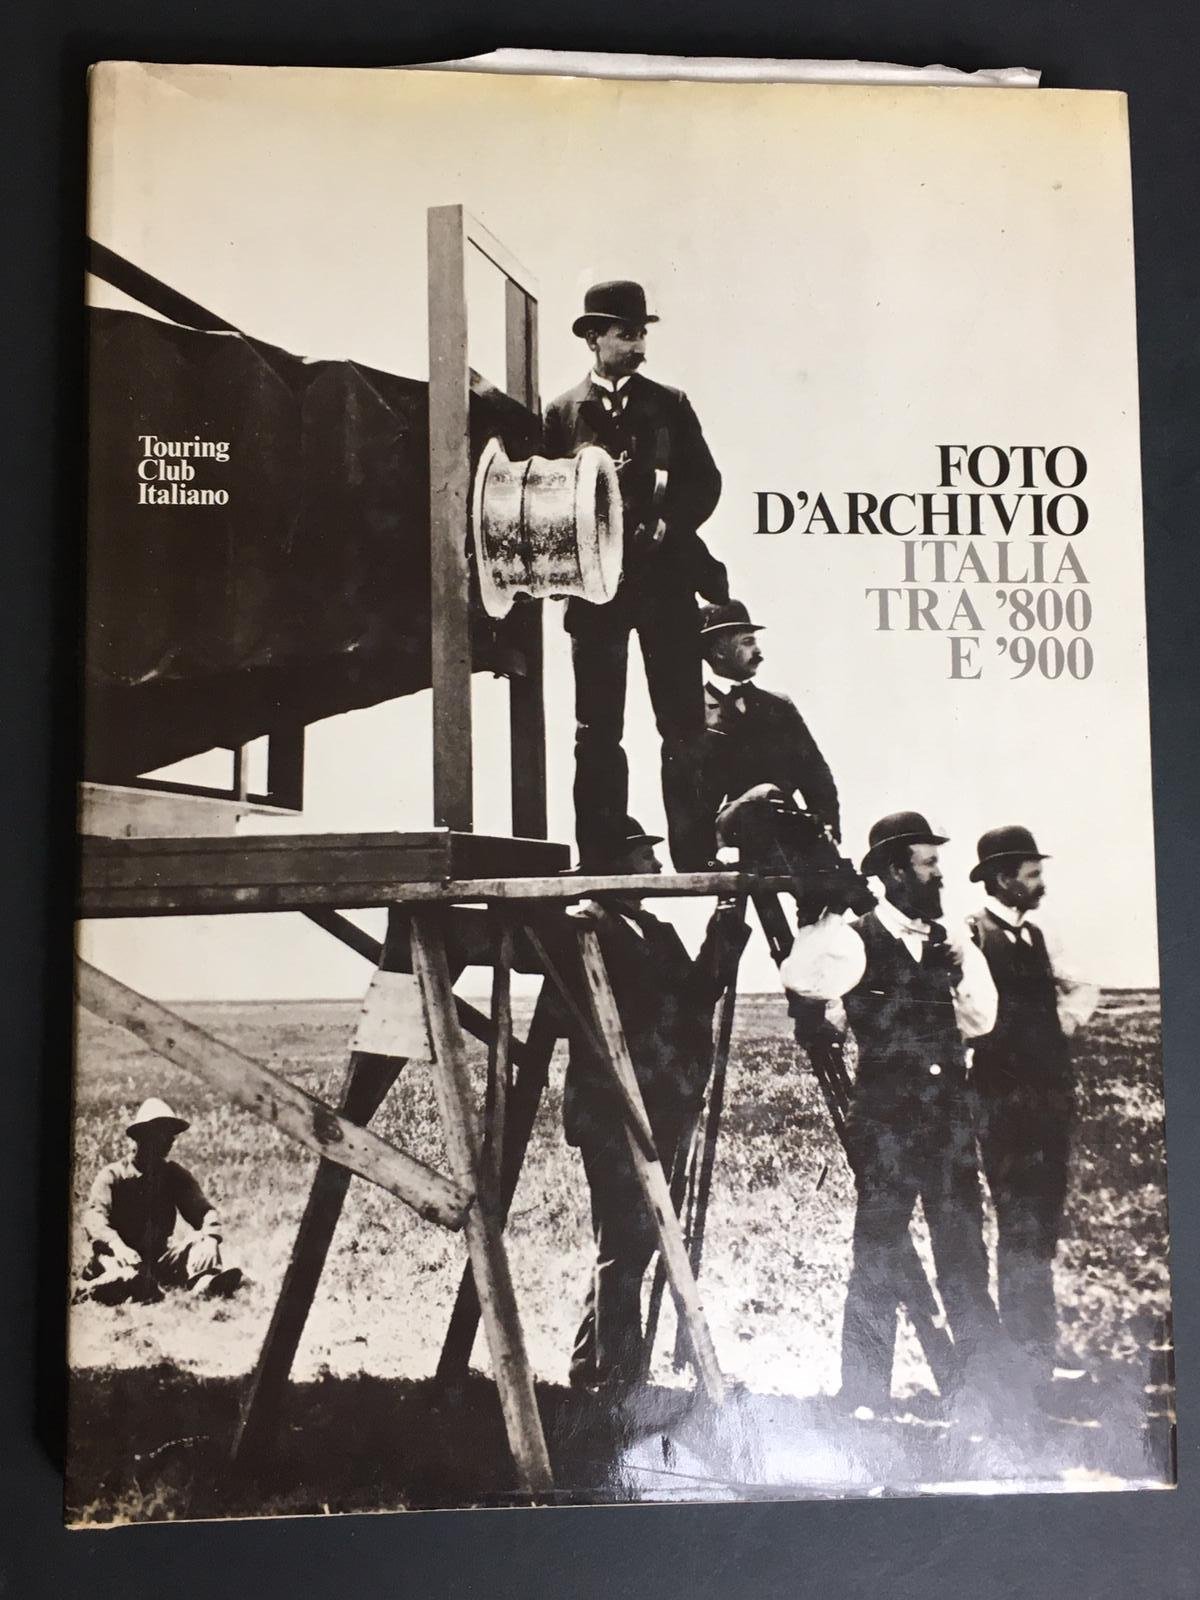 Touring
Club
Italiano
FOTO
D'ARCHIVIO
ITALIA
TRA '800
E '900